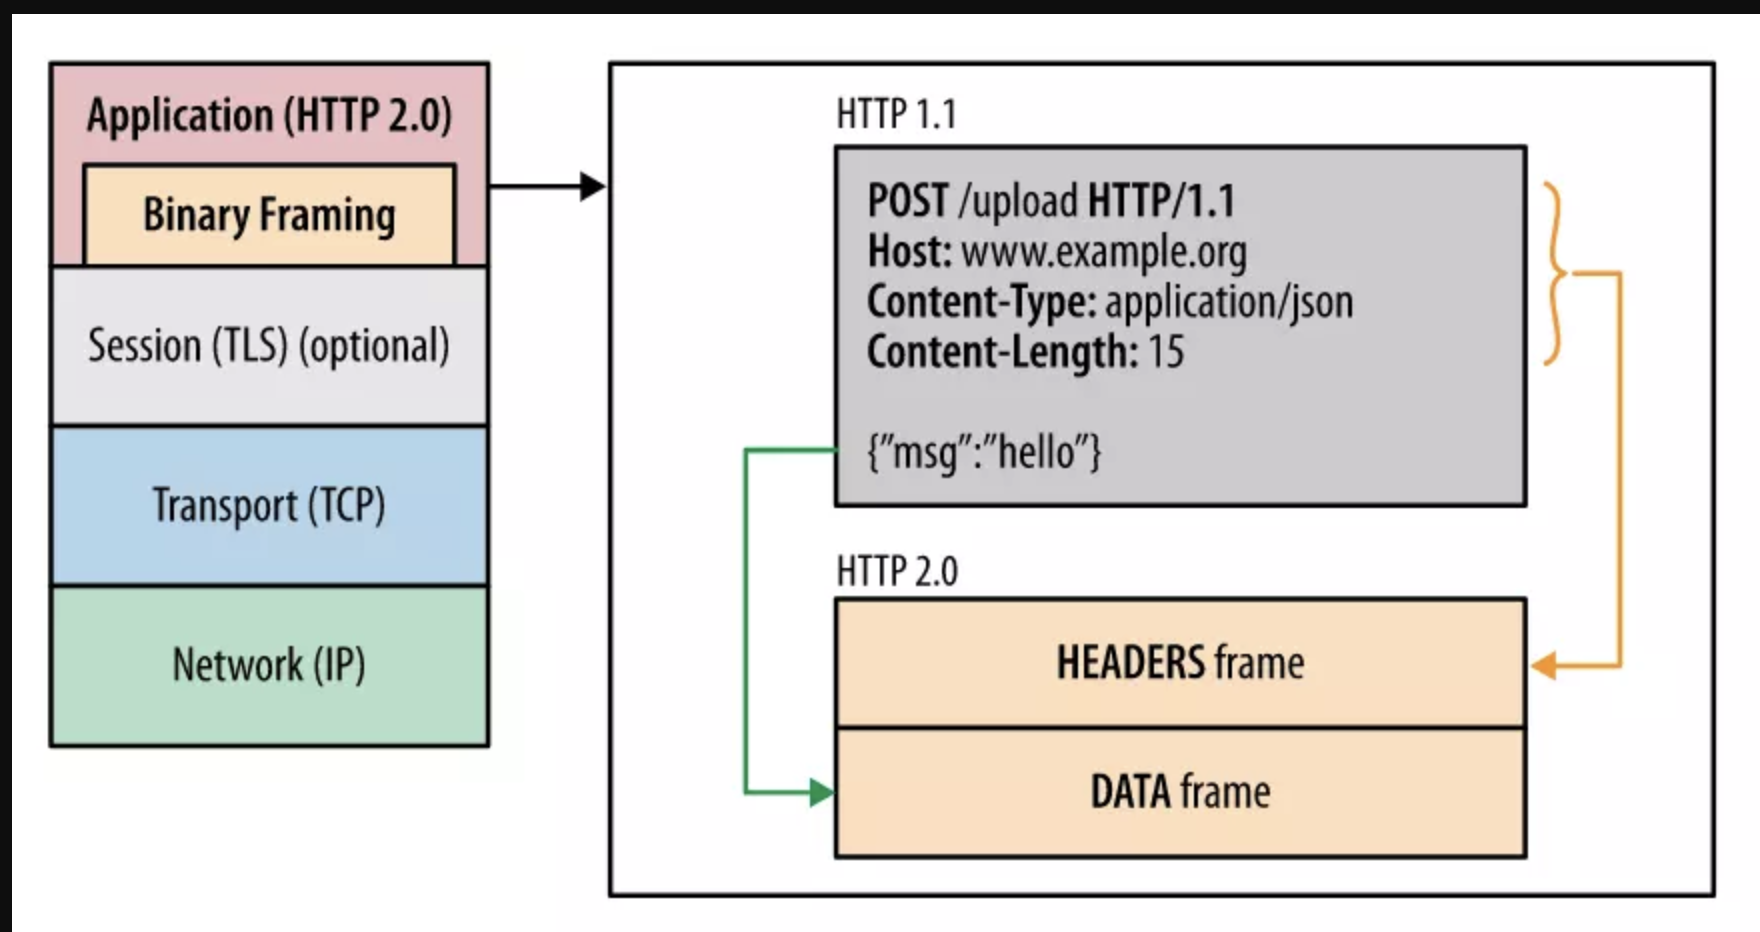 Application (HTTP 2.0)
Binary Framing
Session (TLS) (optional)
Transport (TCP)
Network (IP)
HTTP 1.1
POST /upload HTTP/1.1
Host: www.example.org
Content-Type: application/json
Content-Length: 15
{”msg”:”hello”}
HTTP 2.0
HEADERS frame
DATA frame